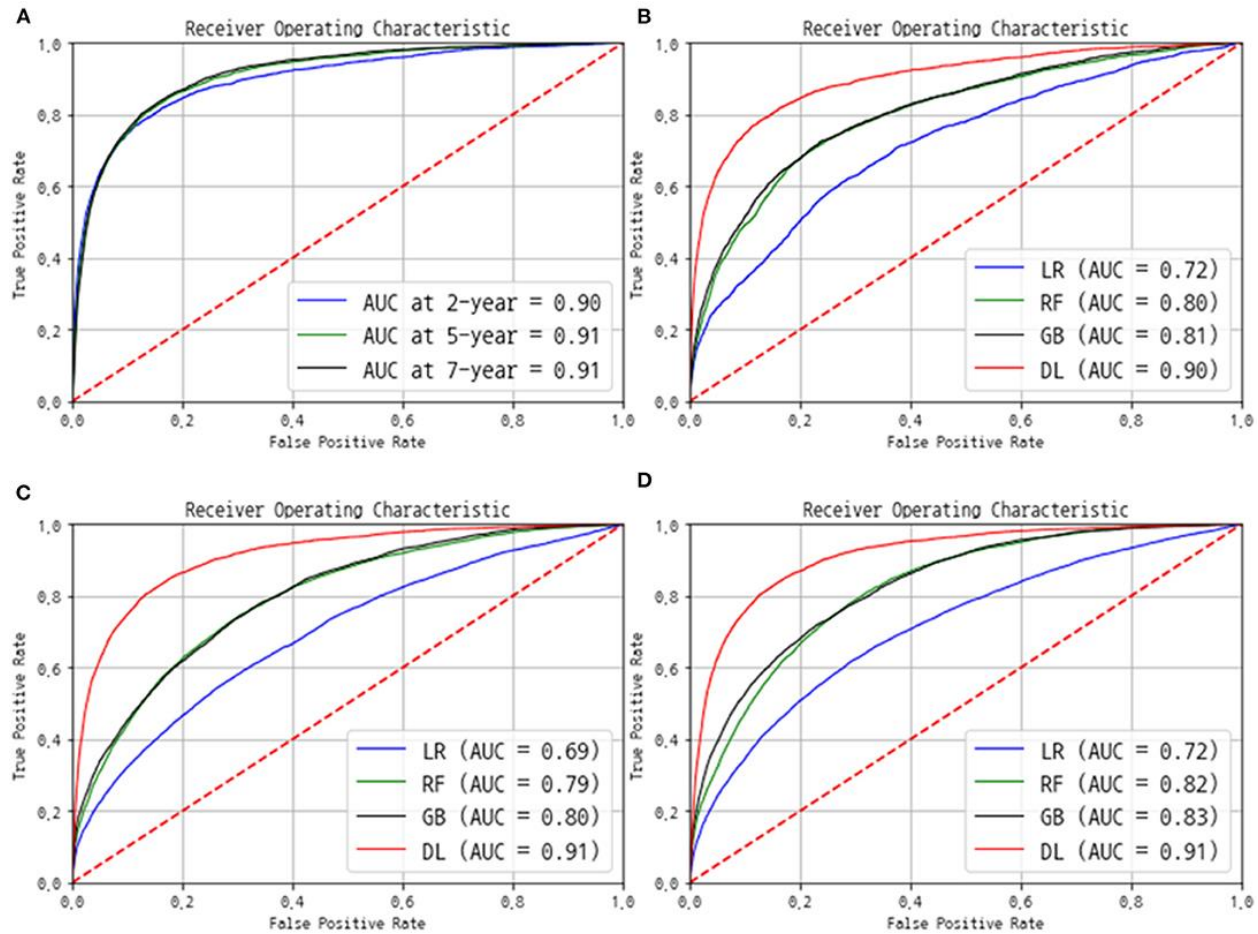 A
Receiver Operating Characteristic
True Positive Rate
1.0
0.8
0.6
0.4
0.2
0.0
AUC at 2-year = 0.90
AUC at 5-year = 0.91
AUC at 7-year = 0.91
0.0 0.2 0.4 0.6 0.8 1.0
False Positive Rate
B
Receiver Operating Characteristic
True Positive Rate
1.0
0.8
0.6
0.4
0.2
0.0
LR (AUC = 0.72)
RF (AUC = 0.80)
GB (AUC = 0.81)
DL (AUC = 0.90)
0.0 0.2 0.4 0.6 0.8 1.0
False Positive Rate
C
Receiver Operating Characteristic
True Positive Rate
1.0
0.8
0.6
0.4
0.2
0.0
LR (AUC = 0.69)
RF (AUC = 0.79)
GB (AUC = 0.80)
DL (AUC = 0.91)
0.0 0.2 0.4 0.6 0.8 1.0
False Positive Rate
D
Receiver Operating Characteristic
True Positive Rate
1.0
0.8
0.6
0.4
0.2
0.0
LR (AUC = 0.72)
RF (AUC = 0.82)
GB (AUC = 0.83)
DL (AUC = 0.91)
0.0 0.2 0.4 0.6 0.8 1.0
False Positive Rate